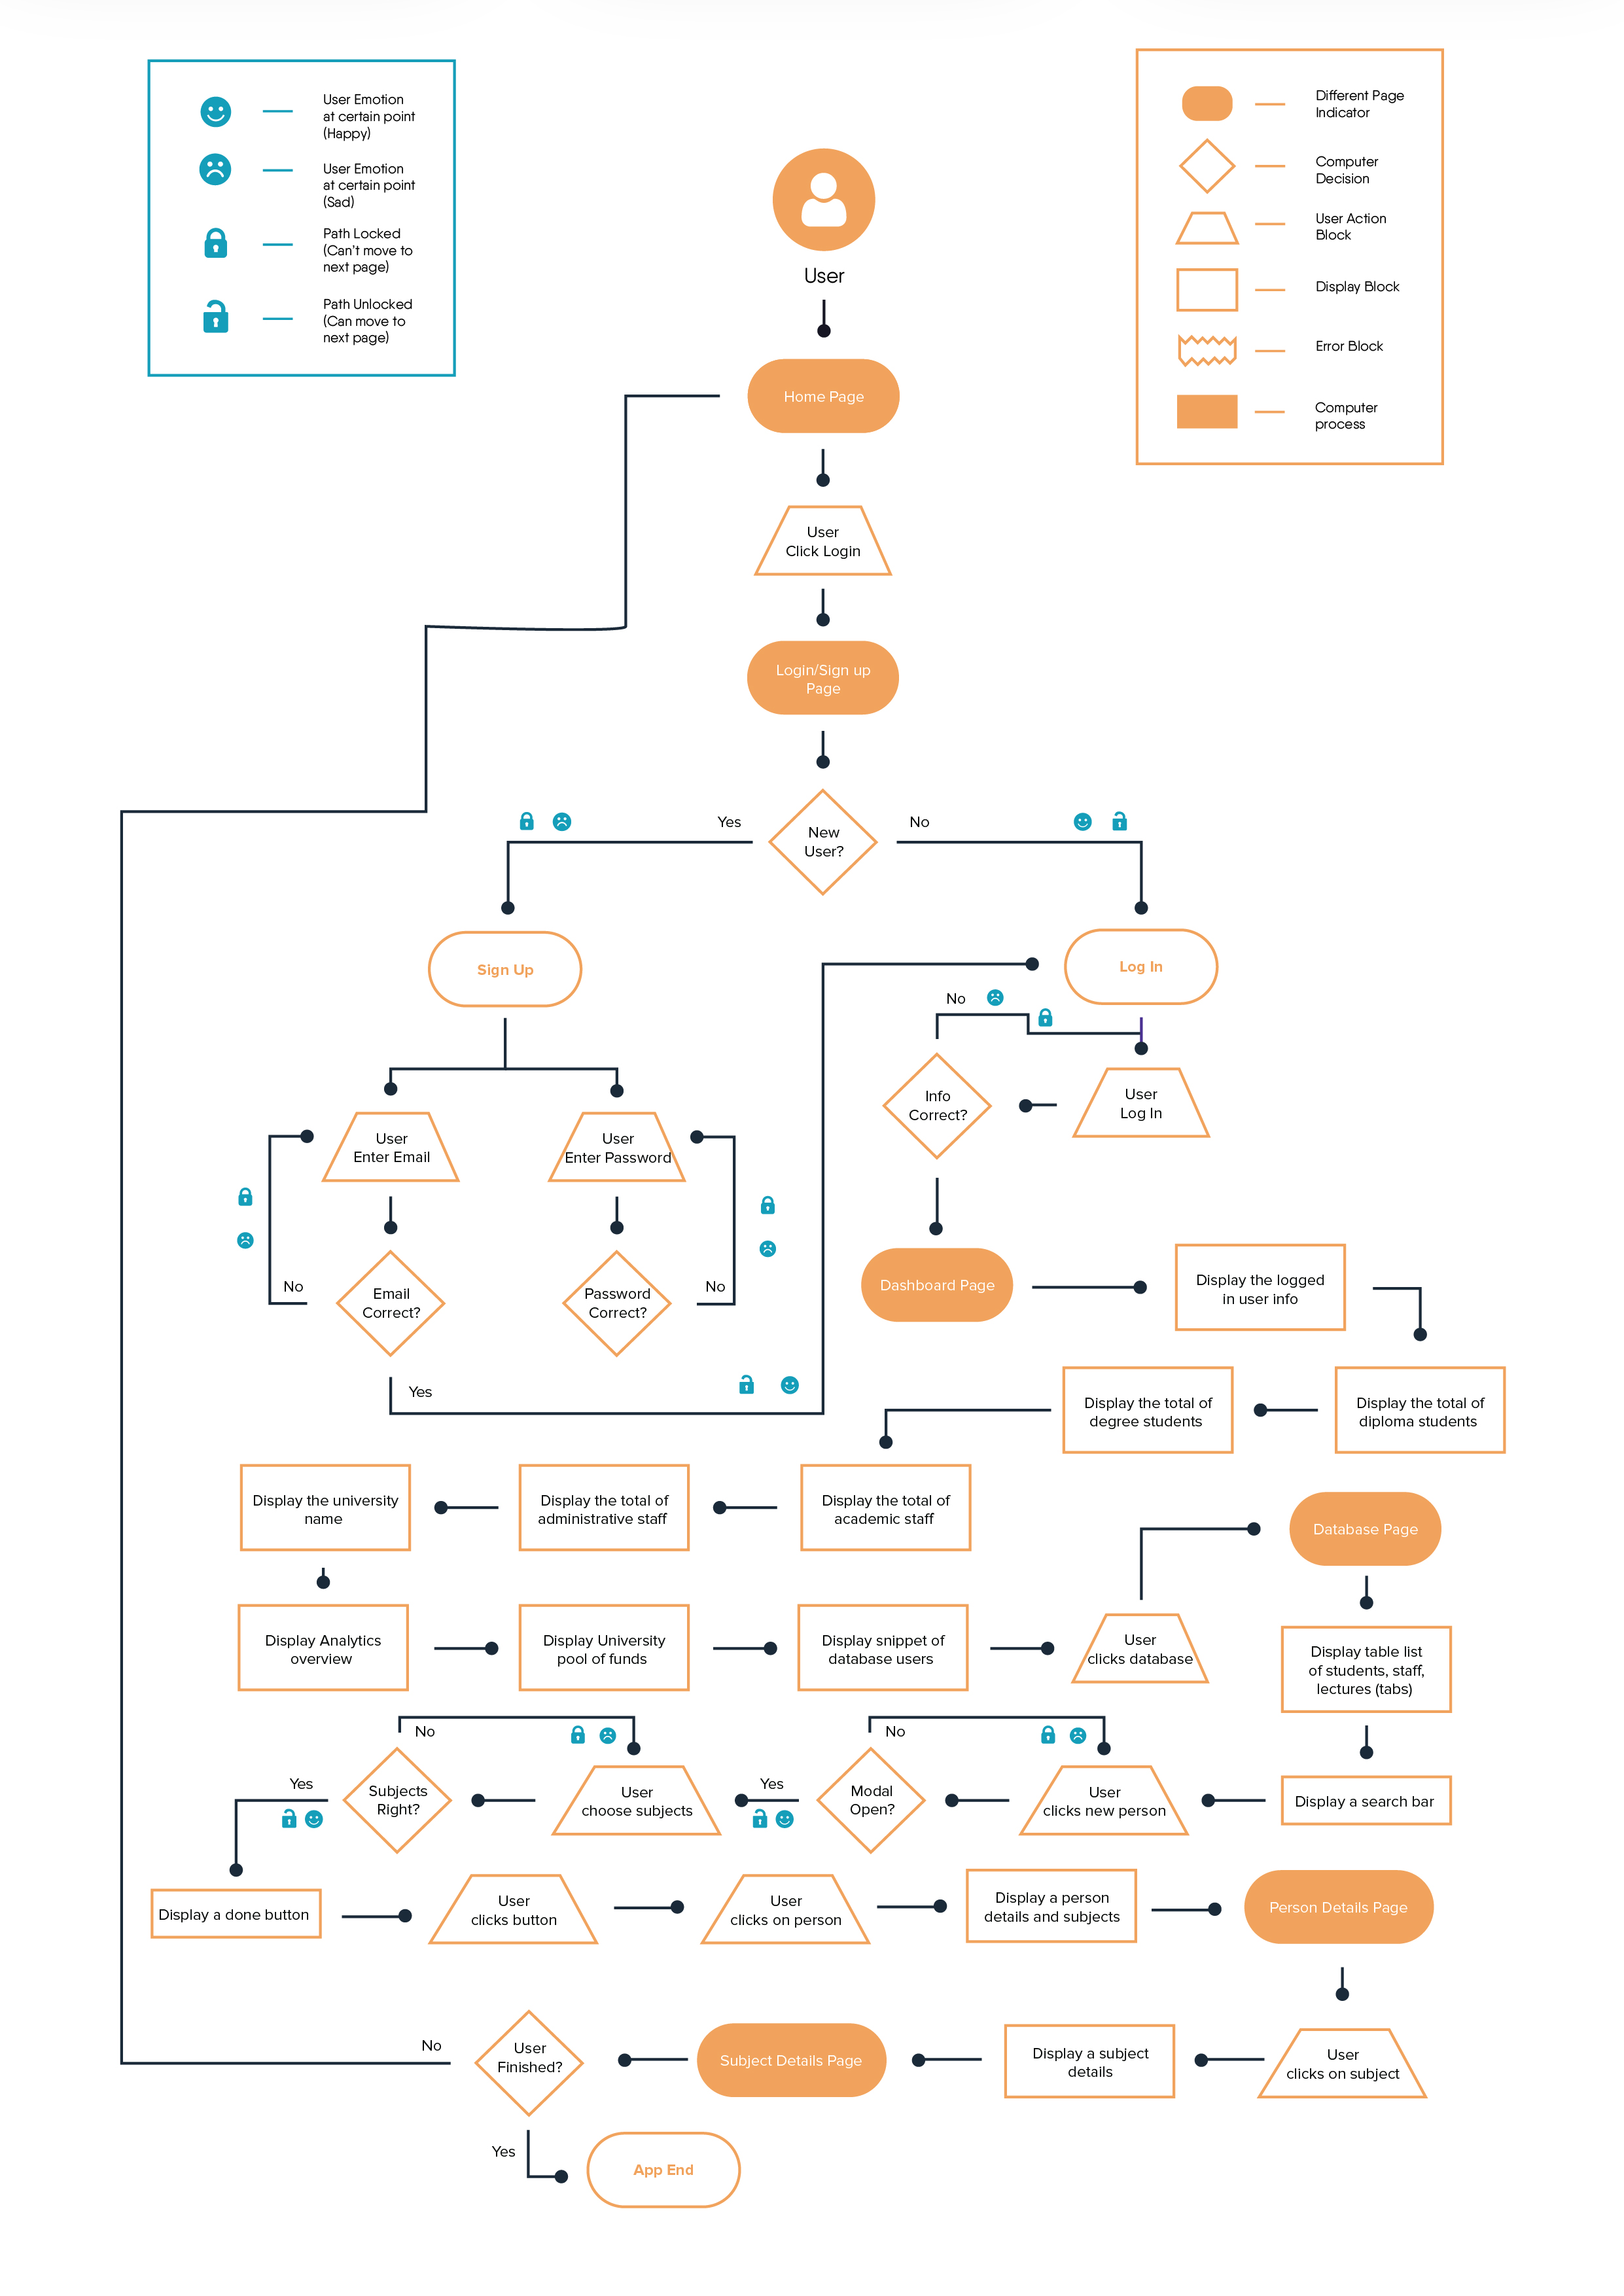 User Emotion
at certain point
(Happy)
User Emotion
at certain point
(Sad)
Path Locked
(Can't move to
next page)
Path Unlocked
(Can move to
next page)
Different Page
Indicator
Computer
Decision
User Action
Block
Display Block
Error Block
Computer
process
User
Home Page
User
Click Login
Login/Sign up
Page
Yes
New
User?
No
Sign Up
Log In
No
User
Enter Email
User
Enter Password
Info
Correct?
User
Log In
No
Email
Correct?
Password
Correct?
No
Yes
Dashboard Page
Display the logged
in user info
Display the total of
degree students
Display the total of
diploma students
Display the university
name
Display the total of
administrative staff
Display the total of
academic staff
Database Page
Display Analytics
overview
Display University
pool of funds
Display snippet of
database users
User
clicks database
Display table list
of students, staff,
lectures (tabs)
No
No
Yes
Subjects
Right?
User
choose subjects
Yes
Modal
Open?
User
clicks new person
Display a search bar
Display a done button
User
clicks button
User
clicks on person
Display a person
details and subjects
Person Details Page
No
User
Finished?
Subject Details Page
Display a subject
details
User
clicks on subject
Yes
App End